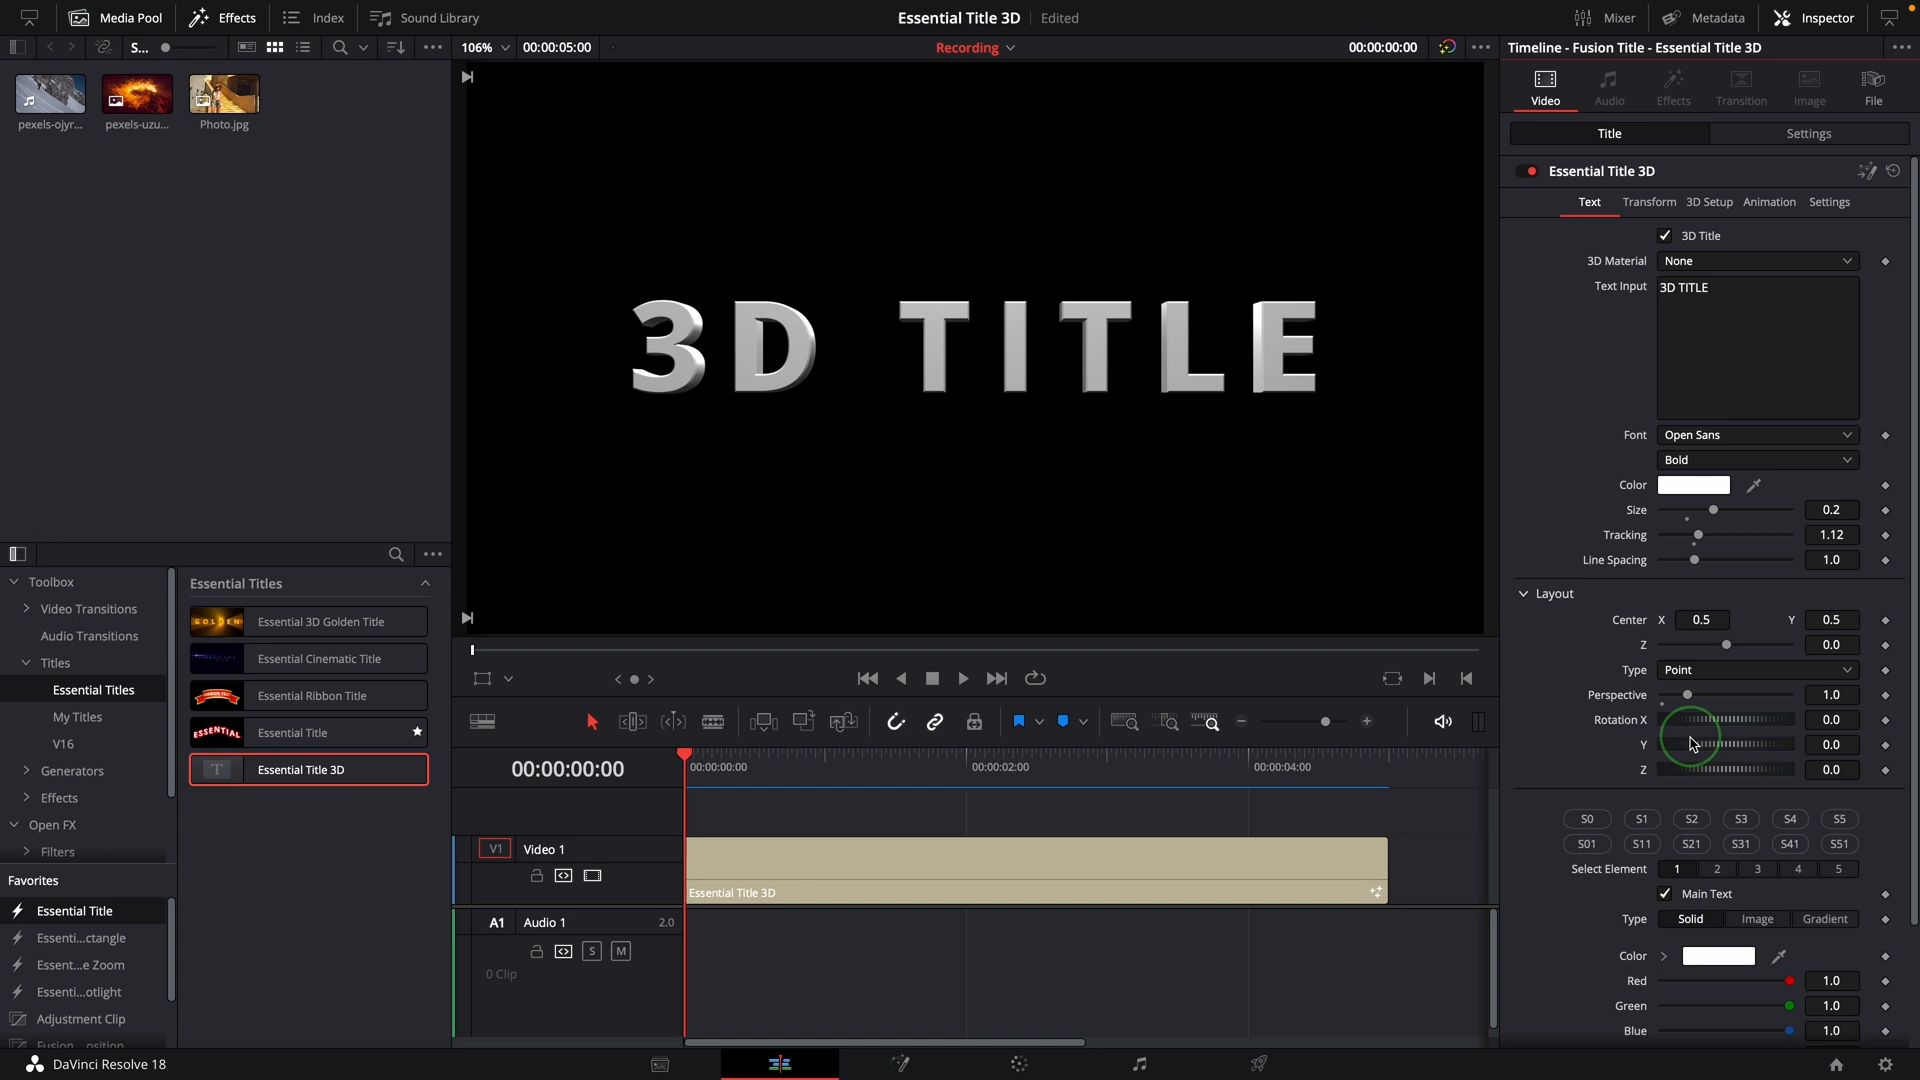 Media Pool
Effects
Index
Sound Library
Essential Title 3D
Edited
Mixer
Metadata
Inspector
S...
106%
00:00:05:00
Recording
00:00:00:00
Timeline - Fusion Title - Essential Title 3D
pexels-ojyr...
pexels-uzu...
Photo.jpg
Video
Audio
Effects
Transition
Image
File
Title
Settings
Essential Title 3D
Text
Transform
3D Setup
Animation
Settings
3D Title
3D Material
None
Text Input
3D TITLE
3D TITLE
Font
Open Sans
Bold
Color
Size
0.2
Tracking
1.12
Line Spacing
1.0
Layout
Center X 0.5 Y 0.5
Z 0.0
Type
Point
Perspective
1.0
Rotation X
0.0
Y 0.0
Z 0.0
S0 S1 S2 S3 S4 S5
S01 S11 S21 S31 S41 S51
Select Element 1 2 3 4 5
Main Text
Type Solid Image Gradient
Color
Red 1.0
Green 1.0
Blue 1.0
Toolbox
Video Transitions
Audio Transitions
Titles
Essential Titles
My Titles
V16
Generators
Effects
Open FX
Filters
Favorites
Essential Title
Essenti...ctangle
Essent...e Zoom
Essenti...otlight
Adjustment Clip
Essential Titles
GOLDEN
Essential 3D Golden Title
Essential Cinematic Title
Essential Ribbon Title
ESSENTIAL
Essential Title
T
Essential Title 3D
00:00:00:00
00:00:00:00
00:00:02:00
00:00:04:00
V1
Video 1
Essential Title 3D
A1
Audio 1
2.0
S
M
0 Clip
DaVinci Resolve 18